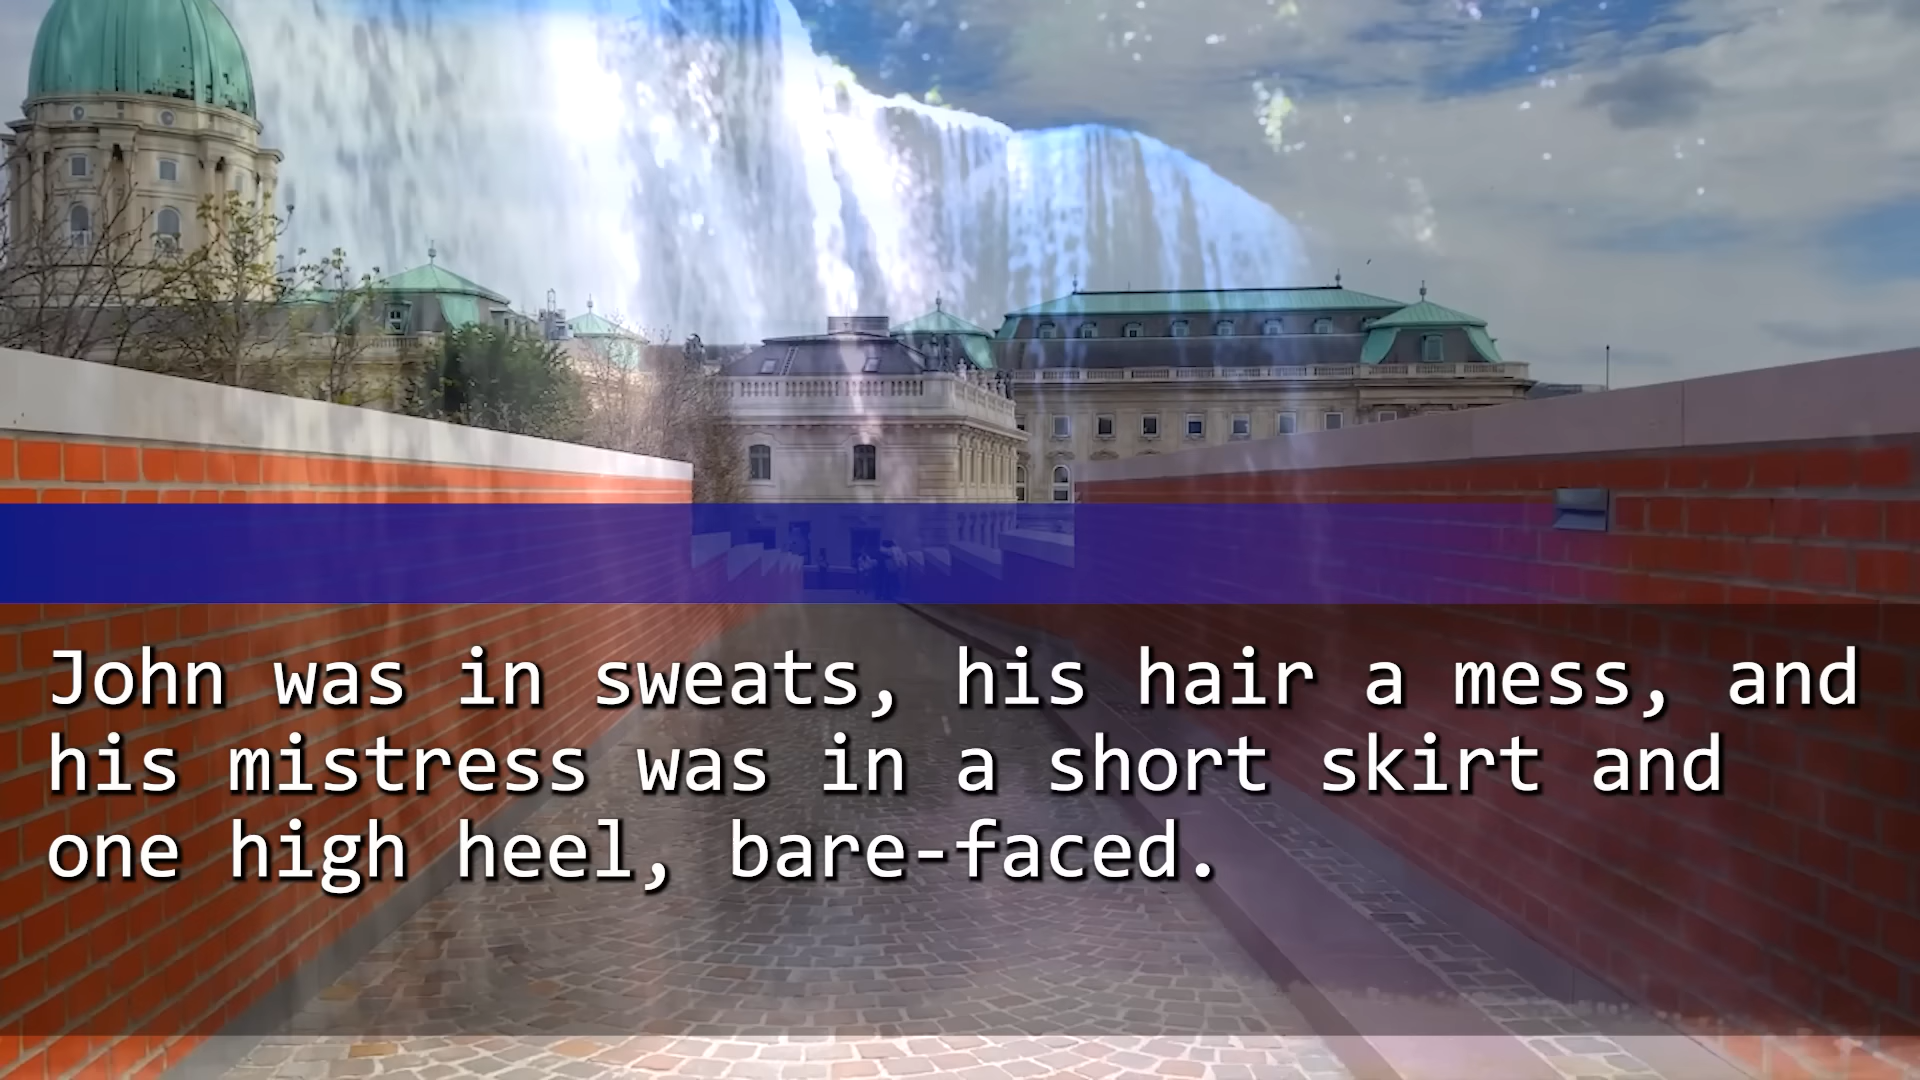 John was in sweats, his hair a mess, and
his mistress was in a short skirt and
one high heel, bare-faced.